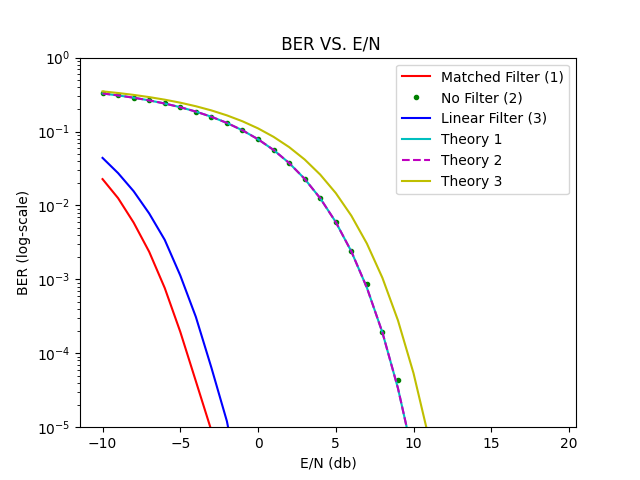 BER VS. E/N
Matched Filter (1)
No Filter (2)
Linear Filter (3)
Theory 1
Theory 2
Theory 3
BER (log-scale)
10⁰
10⁻¹
10⁻²
10⁻³
10⁻⁴
10⁻⁵
−10 −5 0 5 10 15 20
E/N (db)